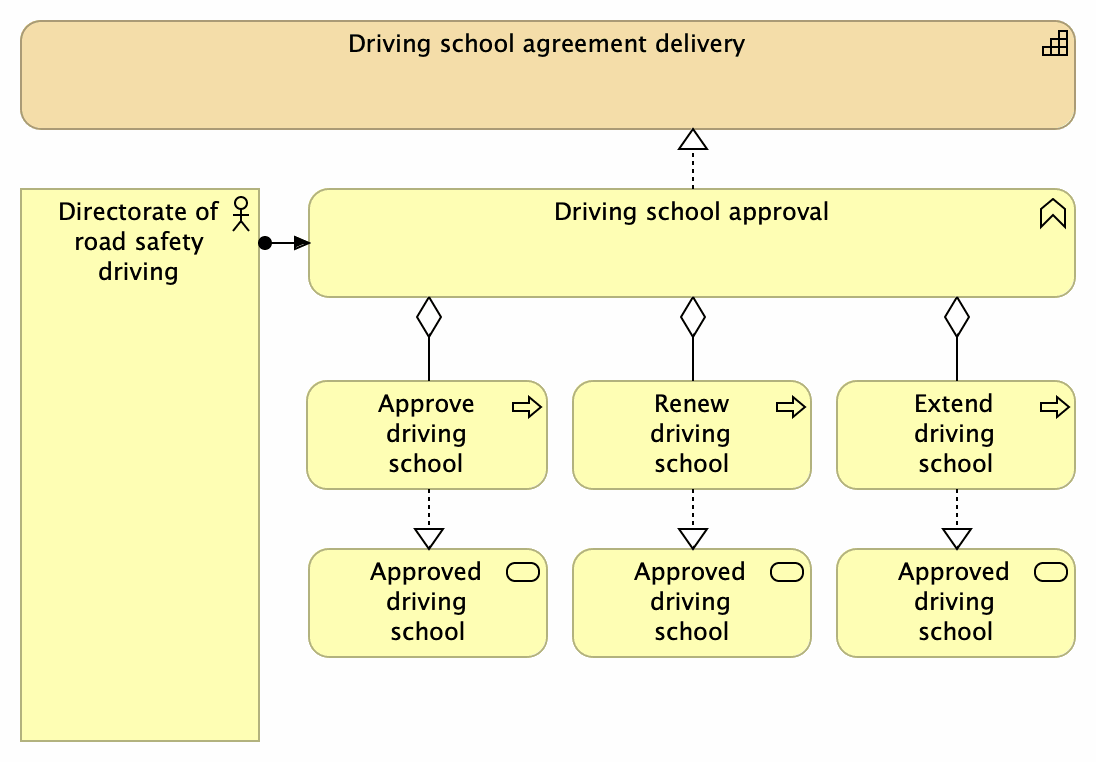 Driving school agreement delivery
Directorate of
road safety
driving
Driving school approval
Approve
driving
school
Renew
driving
school
Extend
driving
school
Approved
driving
school
Approved
driving
school
Approved
driving
school